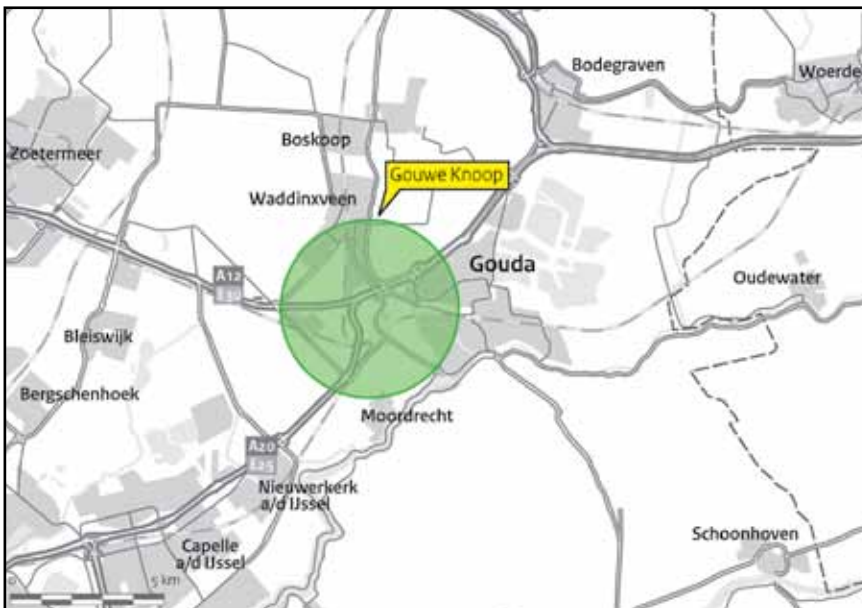 Bodegraven
Woerde
Boskoop
Zoetermeer
Gouwe Knoop
Waddinxveen
Gouda
A12
E30
Oudewater
Bleiswijk
Bergschenhoek
Moordrecht
A20
E25
Nieuwerkerk
a/d IJssel
Schoonhoven
Capelle
a/d IJssel
0
5 km